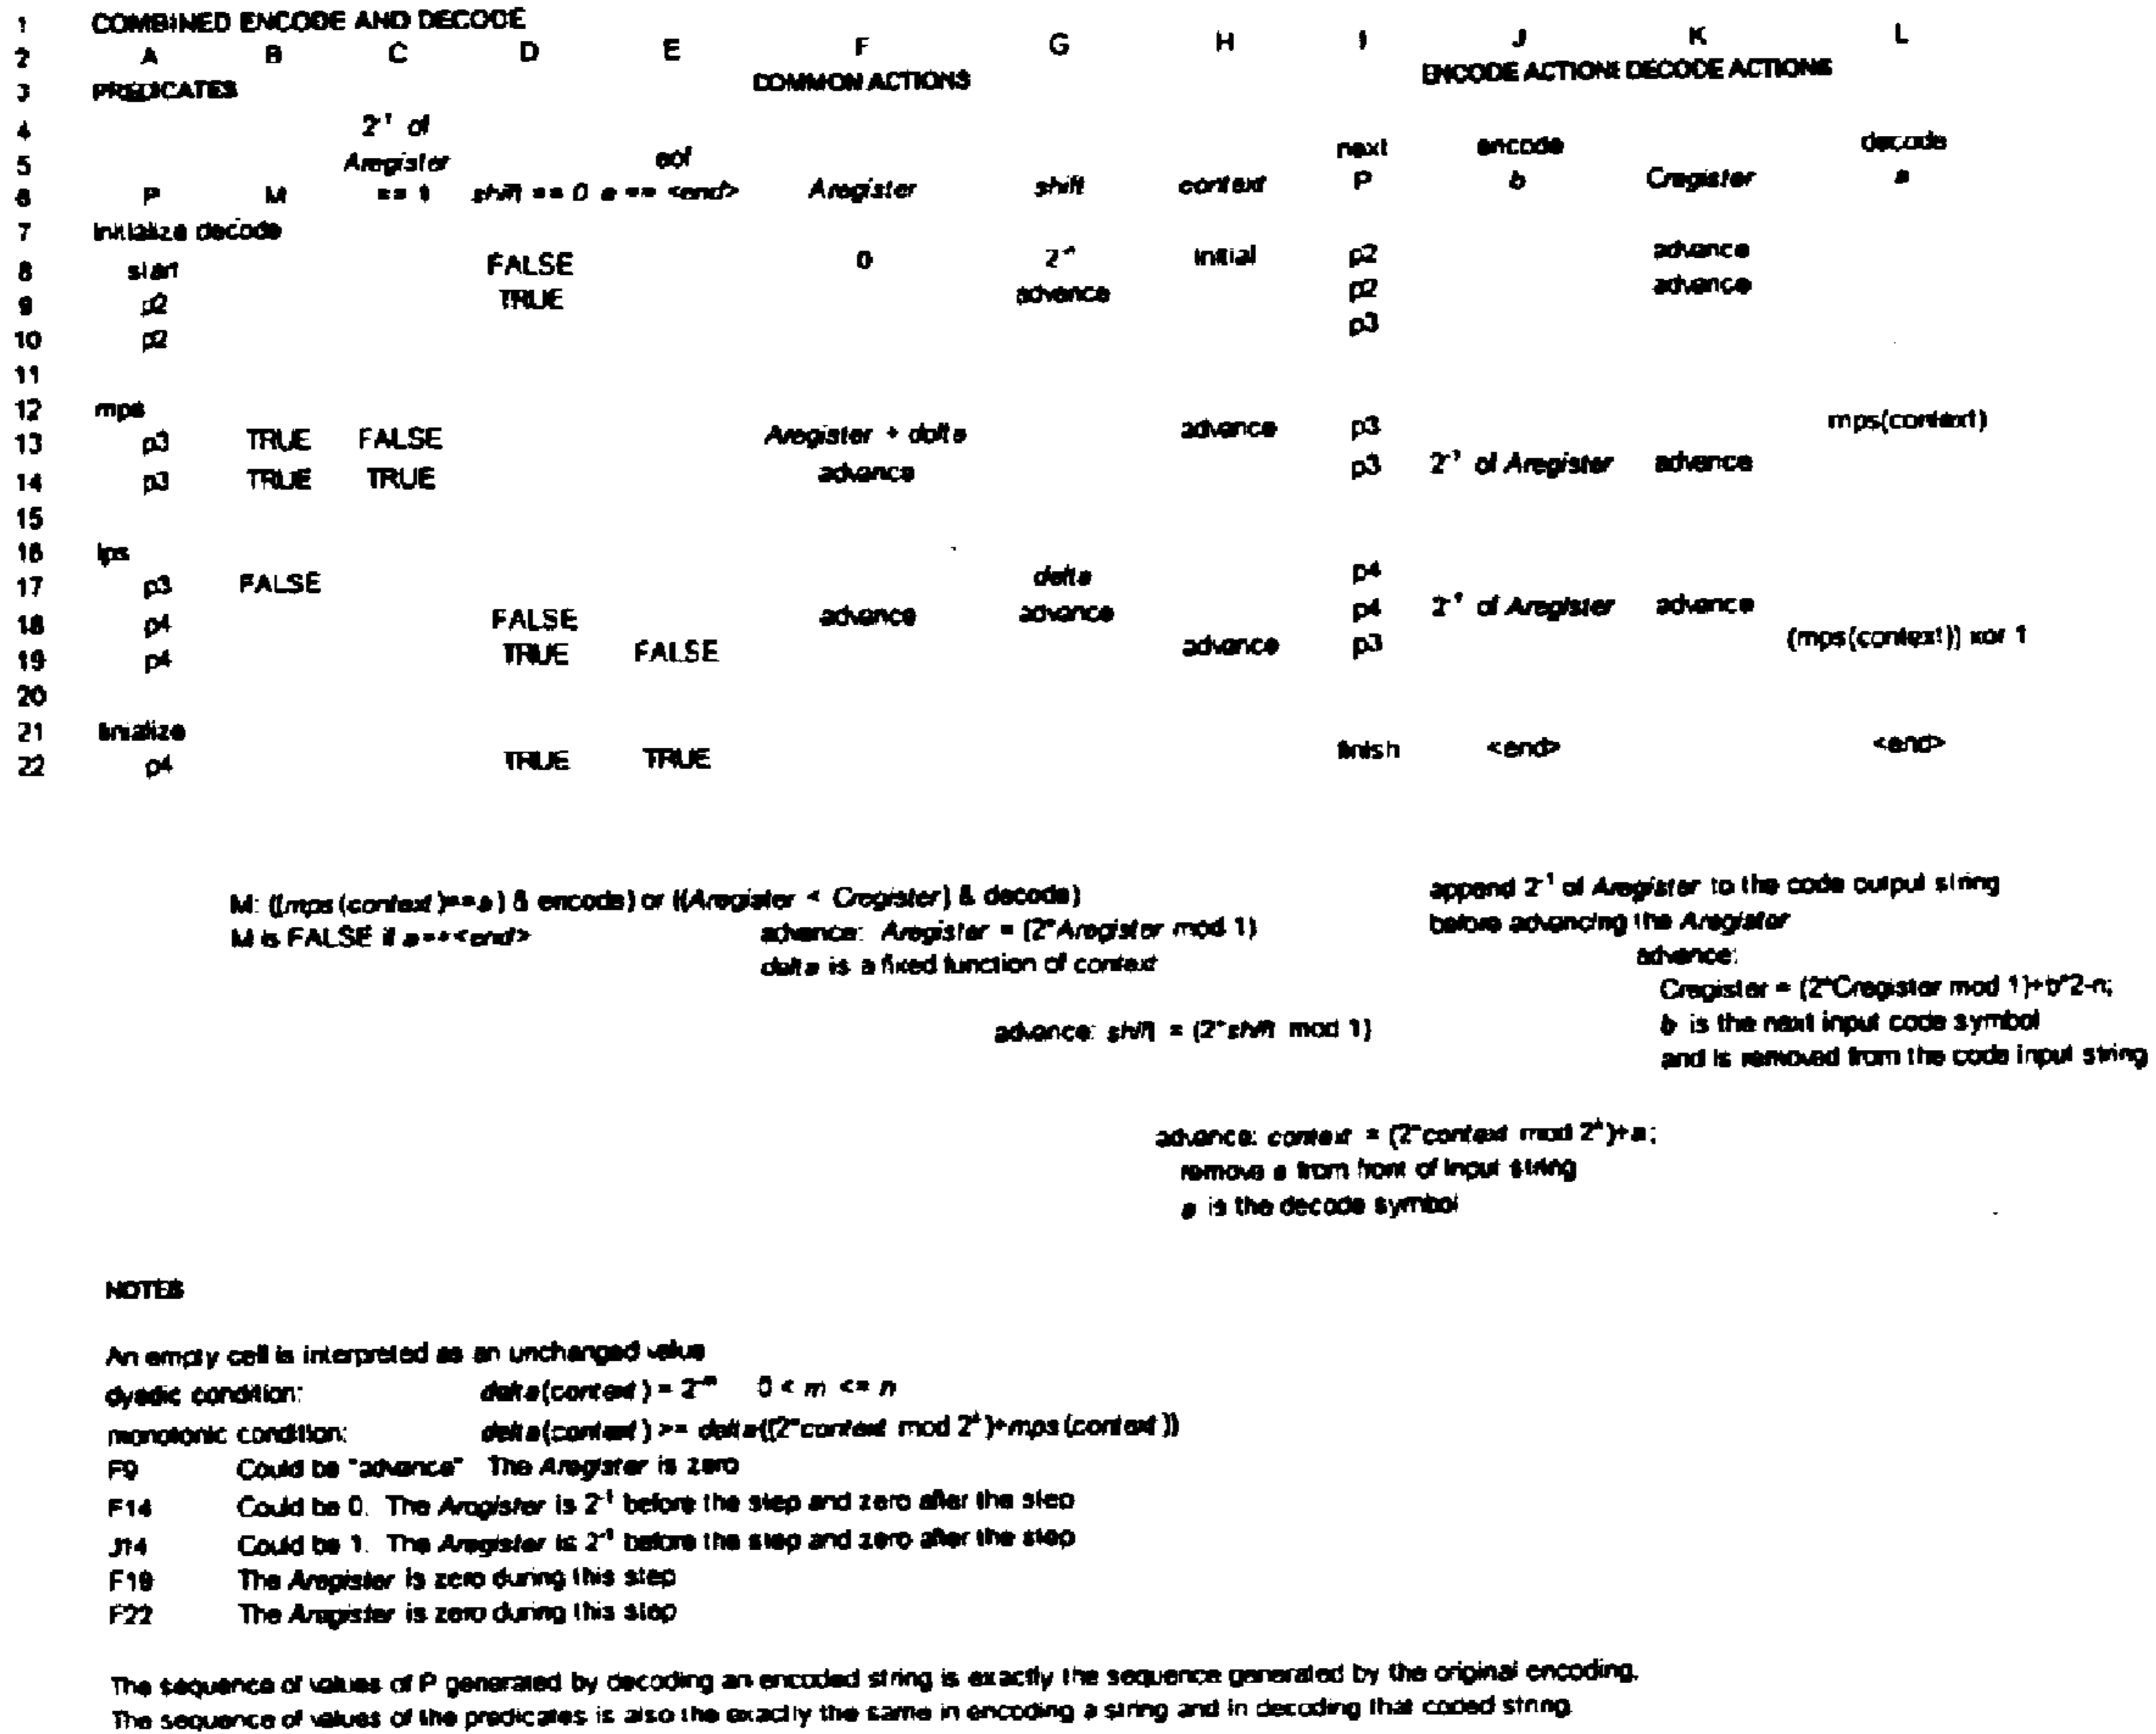 1 COMBINED ENCODE AND DECODE
2 A B C D E F G H I J K L
3 PREDICATES COMMON ACTIONS ENCODE ACTIONS DECODE ACTIONS
4 2⁻¹ of
5 Aregister eof next encode decode
6 P M == 1 shift == 0 a == <end> Aregister shift context P b Cregister a
7 initialize decode
8 start FALSE 0 2⁻ⁿ initial p2 advance
9 p2 TRUE advance p2 advance
10 p2 p3
11
12 mps
13 p3 TRUE FALSE Aregister + delta advance p3 mps(context)
14 p3 TRUE TRUE advance p3 2⁻¹ of Aregister advance
15
16 lps
17 p3 FALSE delta p4
18 p4 FALSE advance advance p4 2⁻¹ of Aregister advance
19 p4 TRUE FALSE advance p3 (mps(context)) xor 1
20
21 finialize
22 p4 TRUE TRUE finish <end> <end>
M: ((mps(context)==a) & encode) or ((Aregister < Cregister) & decode)
M is FALSE if a==<end>
advance: Aregister = (2*Aregister mod 1)
delta is a fixed function of context
append 2⁻¹ of Aregister to the code output string
before advancing the Aregister
advance:
Cregister = (2*Cregister mod 1)+b*2-n;
b is the next input code symbol
and is removed from the code input string
advance: shift = (2*shift mod 1)
advance: context = (2*context mod 2ᵏ)+a;
remove a from front of input string
a is the decode symbol
NOTES
An empty cell is interpreted as an unchanged value
dyadic condition: delta(context) = 2⁻ᵐ 0 < m <= n
monotonic condition: delta(context) >= delta((2*context mod 2ᵏ)+mps(context))
F9 Could be "advance" The Aregister is zero
F14 Could be 0. The Aregister is 2⁻¹ before the step and zero after the step
J14 Could be 1. The Aregister is 2⁻¹ before the step and zero after the step
F19 The Aregister is zero during this step
F22 The Aregister is zero during this step
The sequence of values of P generated by decoding an encoded string is exactly the sequence generated by the original encoding.
The sequence of values of the predicates is also the exactly the same in encoding a string and in decoding that coded string.